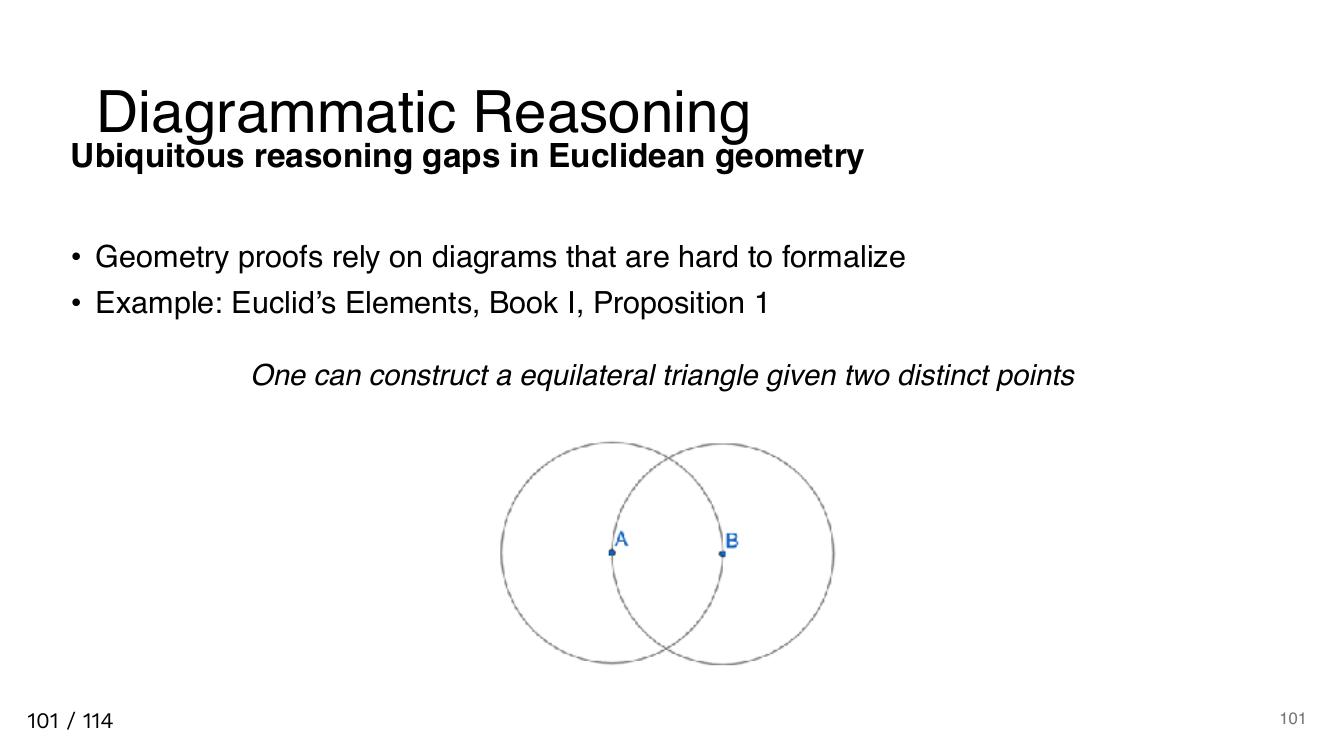 Diagrammatic Reasoning
Ubiquitous reasoning gaps in Euclidean geometry
• Geometry proofs rely on diagrams that are hard to formalize
• Example: Euclid’s Elements, Book I, Proposition 1
One can construct a equilateral triangle given two distinct points
A
B
101 / 114
101